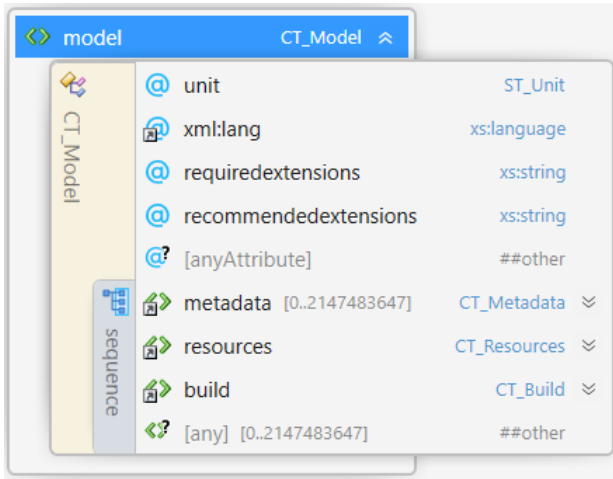 model CT_Model
CT_Model
unit ST_Unit
xml:lang xs:language
requiredextensions xs:string
recommendedextensions xs:string
[anyAttribute] ##other
sequence
metadata [0..2147483647] CT_Metadata
resources CT_Resources
build CT_Build
[any] [0..2147483647] ##other